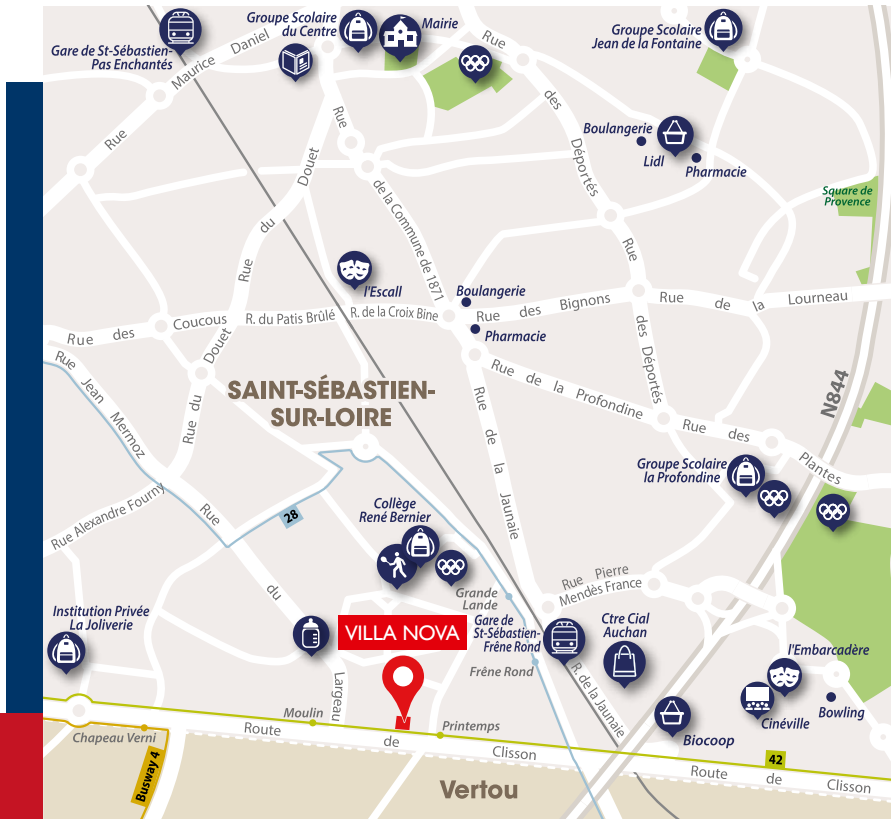 Groupe Scolaire
du Centre
Mairie
Groupe Scolaire
Jean de la Fontaine
Gare de St-Sébastien-
Pas Enchantés
Rue Maurice Daniel
Rue des Déportés
Boulangerie
Lidl
Pharmacie
Square de
Provence
Rue du Douet
Rue de la Commune de 1871
l'Escall
Boulangerie
Pharmacie
Rue des Coucous
R. du Patis Brûlé
R. de la Croix Bine
Rue des Bignons
Rue de la Lourneau
Rue des Déportés
Rue du Douet
Rue Jean Mermoz
SAINT-SÉBASTIEN-
SUR-LOIRE
Rue de la Profondine
Rue des Plantes
N844
Rue de la Jaunaie
Groupe Scolaire
la Profondine
Rue Alexandre Fourny
28
Collège
René Bernier
Rue du Largeau
Grande
Lande
Rue Pierre
Mendès France
Institution Privée
La Joliverie
VILLA NOVA
Gare de
St-Sébastien-
Frêne Rond
Ctre Cial
Auchan
Frêne Rond
R. de la Jaunaie
l'Embarcadère
Cinéville
Bowling
Biocoop
Moulin
Printemps
Chapeau Verni
Busway 4
Route de Clisson
42
Route de Clisson
Vertou